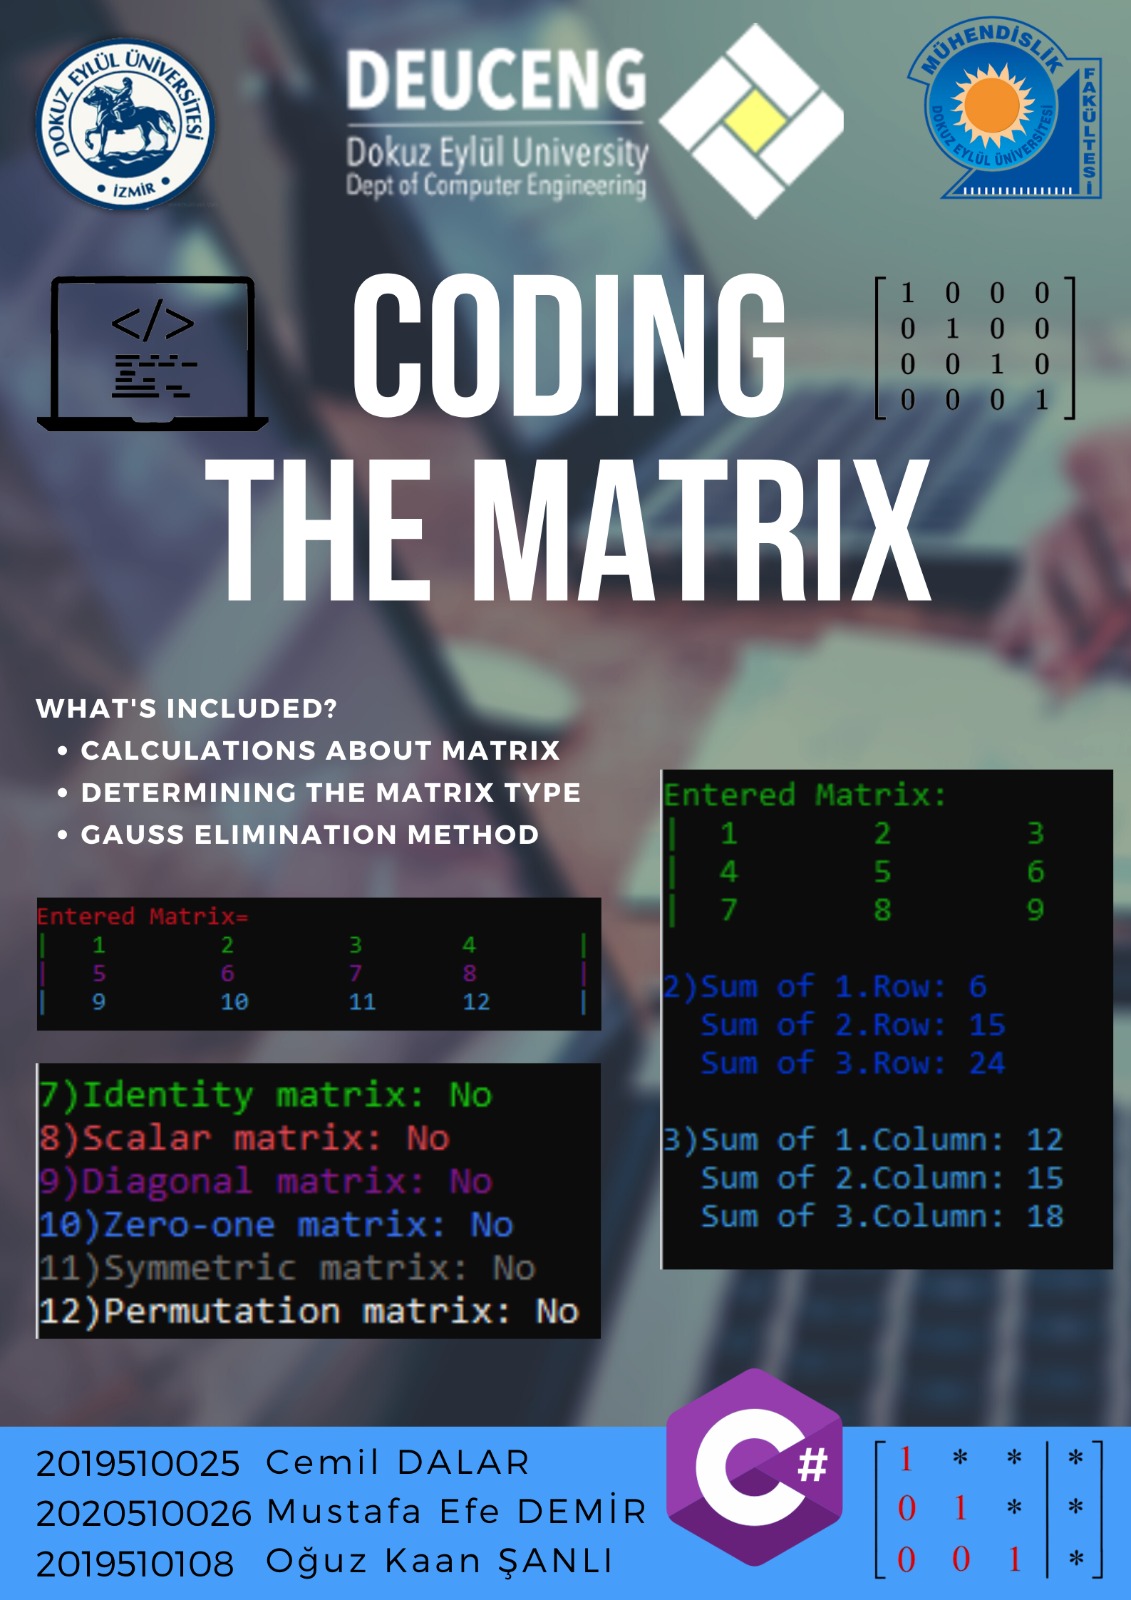 DOKUZ EYLÜL ÜNİVERSİTESİ
• İZMİR •
DEUCENG
Dokuz Eylül University
Dept of Computer Engineering
MÜHENDİSLİK
FAKÜLTESİ
DOKUZ EYLÜL ÜNİVERSİTESİ
</>
CODING
THE MATRIX
1 0 0 0
0 1 0 0
0 0 1 0
0 0 0 1
WHAT'S INCLUDED?
• CALCULATIONS ABOUT MATRIX
• DETERMINING THE MATRIX TYPE
• GAUSS ELIMINATION METHOD
Entered Matrix=
| 1 2 3 4 |
| 5 6 7 8 |
| 9 10 11 12 |
7)Identity matrix: No
8)Scalar matrix: No
9)Diagonal matrix: No
10)Zero-one matrix: No
11)Symmetric matrix: No
12)Permutation matrix: No
Entered Matrix:
| 1 2 3
| 4 5 6
| 7 8 9
2)Sum of 1.Row: 6
Sum of 2.Row: 15
Sum of 3.Row: 24
3)Sum of 1.Column: 12
Sum of 2.Column: 15
Sum of 3.Column: 18
2019510025 Cemil DALAR
2020510026 Mustafa Efe DEMİR
2019510108 Oğuz Kaan ŞANLI
C#
1 * * | *
0 1 * | *
0 0 1 | *